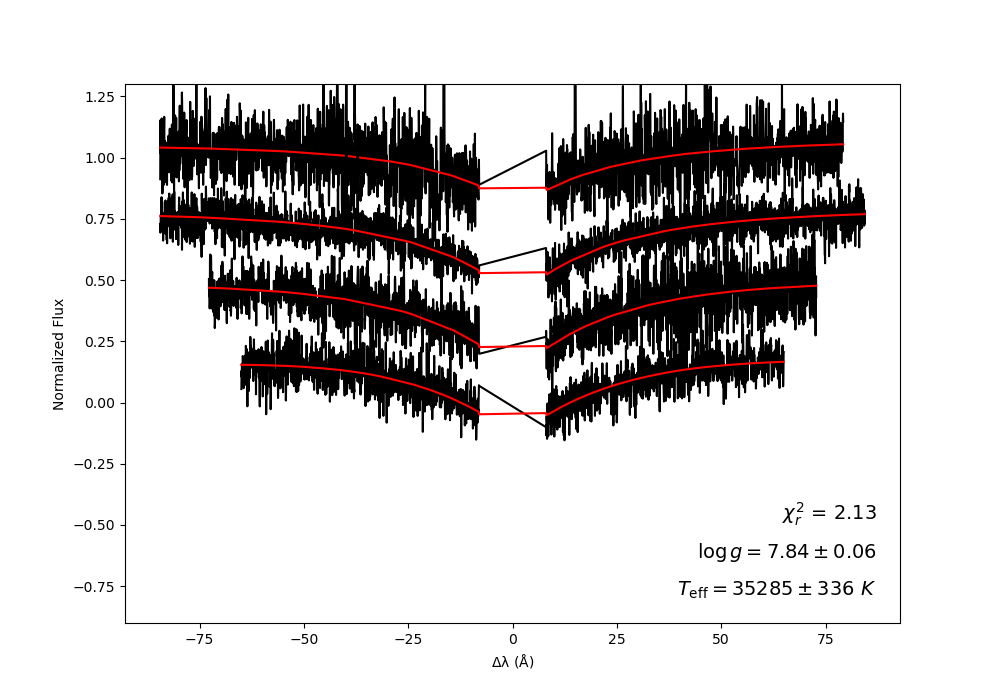 1.25
1.00
0.75
0.50
0.25
0.00
−0.25
−0.50
−0.75
Normalized Flux
χ²ᵣ = 2.13
log g = 7.84 ± 0.06
T_eff = 35285 ± 336 K
−75 −50 −25 0 25 50 75
Δλ (Å)